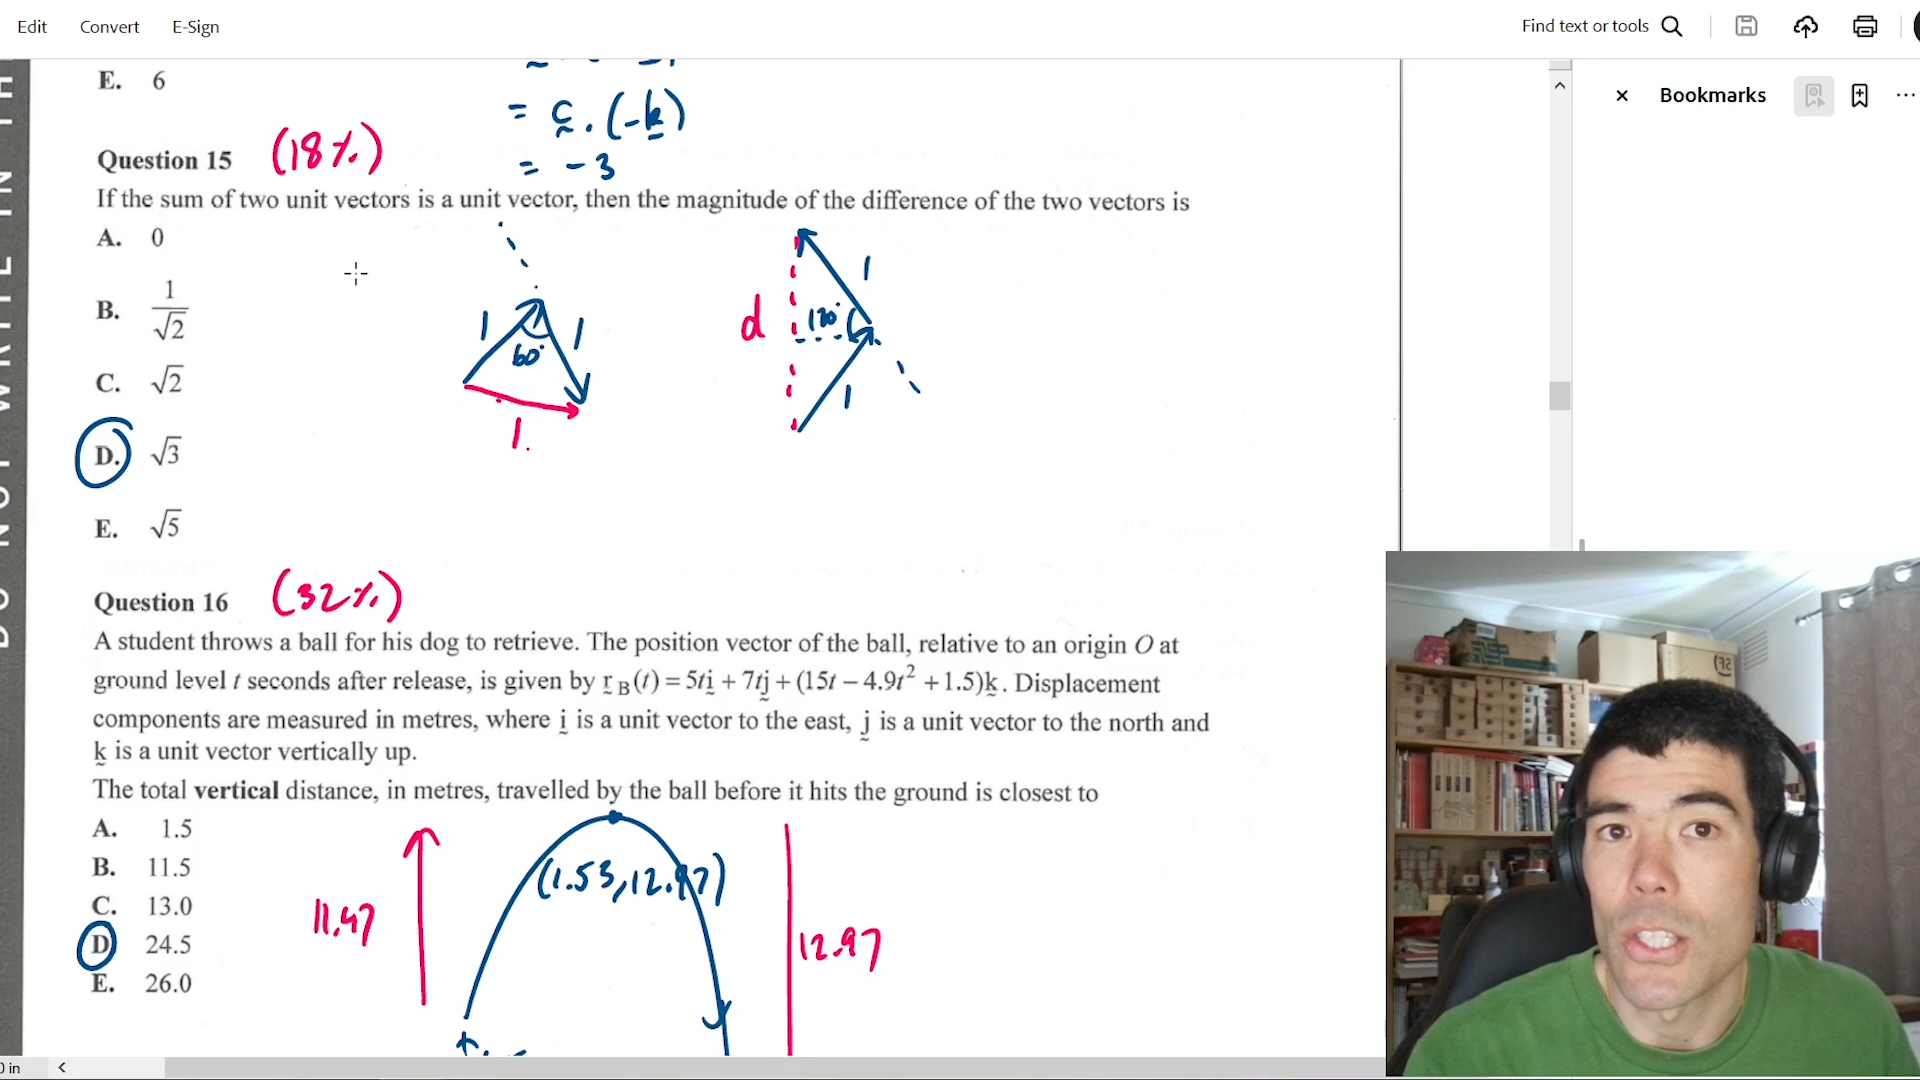 Edit Convert E-Sign Find text or tools
Bookmarks
E. 6
= c . (-k)
= -3
Question 15 (18%)
If the sum of two unit vectors is a unit vector, then the magnitude of the difference of the two vectors is
A. 0
B. 1/√2
C. √2
D. √3
E. √5
1 1
60°
1.
d 120° 1
1
Question 16 (32%)
A student throws a ball for his dog to retrieve. The position vector of the ball, relative to an origin O at
ground level t seconds after release, is given by r_B(t) = 5ti + 7tj + (15t − 4.9t² + 1.5)k. Displacement
components are measured in metres, where i is a unit vector to the east, j is a unit vector to the north and
k is a unit vector vertically up.
The total vertical distance, in metres, travelled by the ball before it hits the ground is closest to
A. 1.5
B. 11.5
C. 13.0
D. 24.5
E. 26.0
11.47
(1.53, 12.97)
12.97